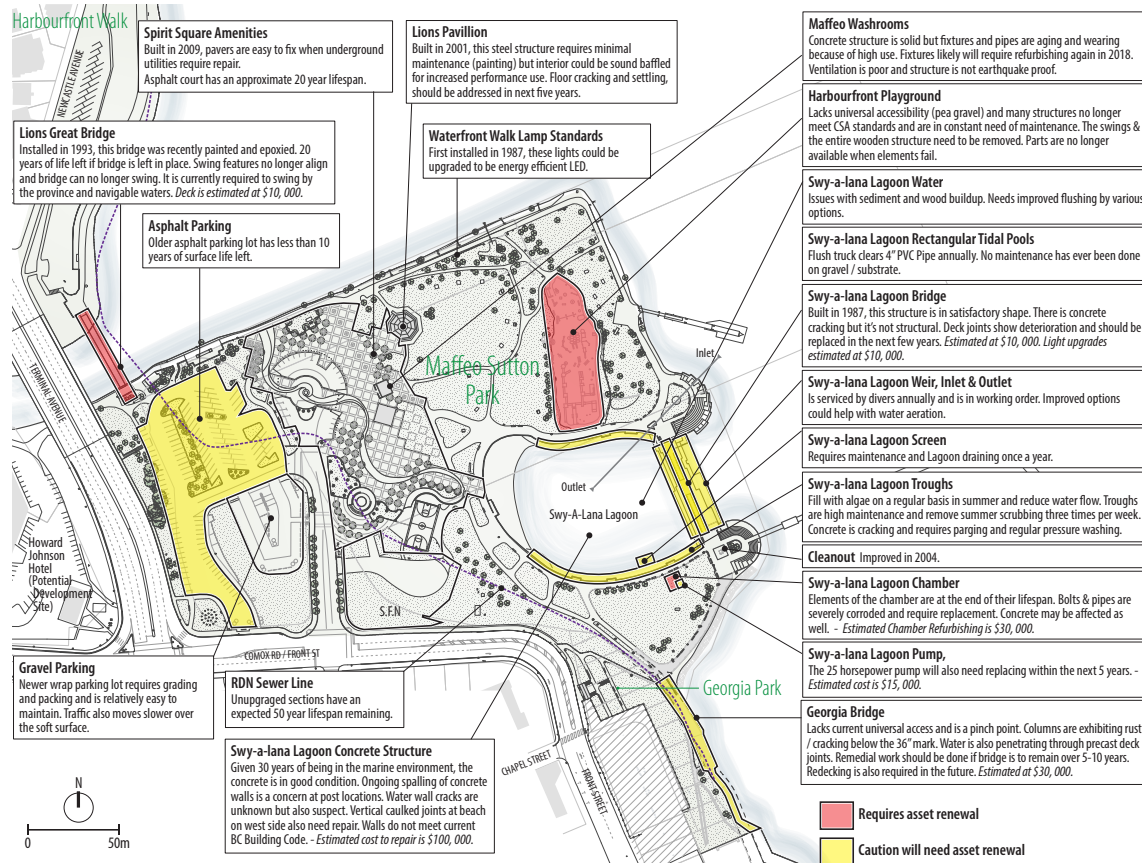 Harbourfront Walk
NEWCASTLE AVENUE
Spirit Square Amenities
Built in 2009, pavers are easy to fix when underground
utilities require repair.
Asphalt court has an approximate 20 year lifespan.
Lions Pavillion
Built in 2001, this steel structure requires minimal
maintenance (painting) but interior could be sound baffled
for increased performance use. Floor cracking and settling,
should be addressed in next five years.
Maffeo Washrooms
Concrete structure is solid but fixtures and pipes are aging and wearing
because of high use. Fixtures likely will require refurbishing again in 2018.
Ventilation is poor and structure is not earthquake proof.
Harbourfront Playground
Lacks universal accessibility (pea gravel) and many structures no longer
meet CSA standards and are in constant need of maintenance. The swings &
the entire wooden structure need to be removed. Parts are no longer
available when elements fail.
Lions Great Bridge
Installed in 1993, this bridge was recently painted and epoxied. 20
years of life left if bridge is left in place. Swing features no longer align
and bridge can no longer swing. It is currently required to swing by
the province and navigable waters. Deck is estimated at $10, 000.
Waterfront Walk Lamp Standards
First installed in 1987, these lights could be
upgraded to be energy efficient LED.
Swy-a-lana Lagoon Water
Issues with sediment and wood buildup. Needs improved flushing by various
options.
Asphalt Parking
Older asphalt parking lot has less than 10
years of surface life left.
Swy-a-lana Lagoon Rectangular Tidal Pools
Flush truck clears 4" PVC Pipe annually. No maintenance has ever been done
on gravel / substrate.
Swy-a-lana Lagoon Bridge
Built in 1987, this structure is in satisfactory shape. There is concrete
cracking but it's not structural. Deck joints show deterioration and should be
replaced in the next few years. Estimated at $10, 000. Light upgrades
estimated at $10, 000.
Swy-a-lana Lagoon Weir, Inlet & Outlet
Is serviced by divers annually and is in working order. Improved options
could help with water aeration.
Swy-a-lana Lagoon Screen
Requires maintenance and Lagoon draining once a year.
Swy-a-lana Lagoon Troughs
Fill with algae on a regular basis in summer and reduce water flow. Troughs
are high maintenance and remove summer scrubbing three times per week.
Concrete is cracking and requires parging and regular pressure washing.
Cleanout Improved in 2004.
Swy-a-lana Lagoon Chamber
Elements of the chamber are at the end of their lifespan. Bolts & pipes are
severely corroded and require replacement. Concrete may be affected as
well. - Estimated Chamber Refurbishing is $30, 000.
Swy-a-lana Lagoon Pump,
The 25 horsepower pump will also need replacing within the next 5 years. -
Estimated cost is $15, 000.
Georgia Bridge
Lacks current universal access and is a pinch point. Columns are exhibiting rust
/ cracking below the 36" mark. Water is also penetrating through precast deck
joints. Remedial work should be done if bridge is to remain over 5-10 years.
Redecking is also required in the future. Estimated at $30, 000.
Maffeo Sutton
Park
Inlet
Outlet
Swy-A-Lana Lagoon
TERMINAL AVENUE
Howard
Johnson
Hotel
(Potential
Development
Site)
S.F.N
COMOX RD / FRONT ST
Georgia Park
CHAPEL STREET
FRONT STREET
Gravel Parking
Newer wrap parking lot requires grading
and packing and is relatively easy to
maintain. Traffic also moves slower over
the soft surface.
RDN Sewer Line
Unupgraged sections have an
expected 50 year lifespan remaining.
Swy-a-lana Lagoon Concrete Structure
Given 30 years of being in the marine environment, the
concrete is in good condition. Ongoing spalling of concrete
walls is a concern at post locations. Water wall cracks are
unknown but also suspect. Vertical caulked joints at beach
on west side also need repair. Walls do not meet current
BC Building Code. - Estimated cost to repair is $100, 000.
N
0 50m
Requires asset renewal
Caution will need asset renewal